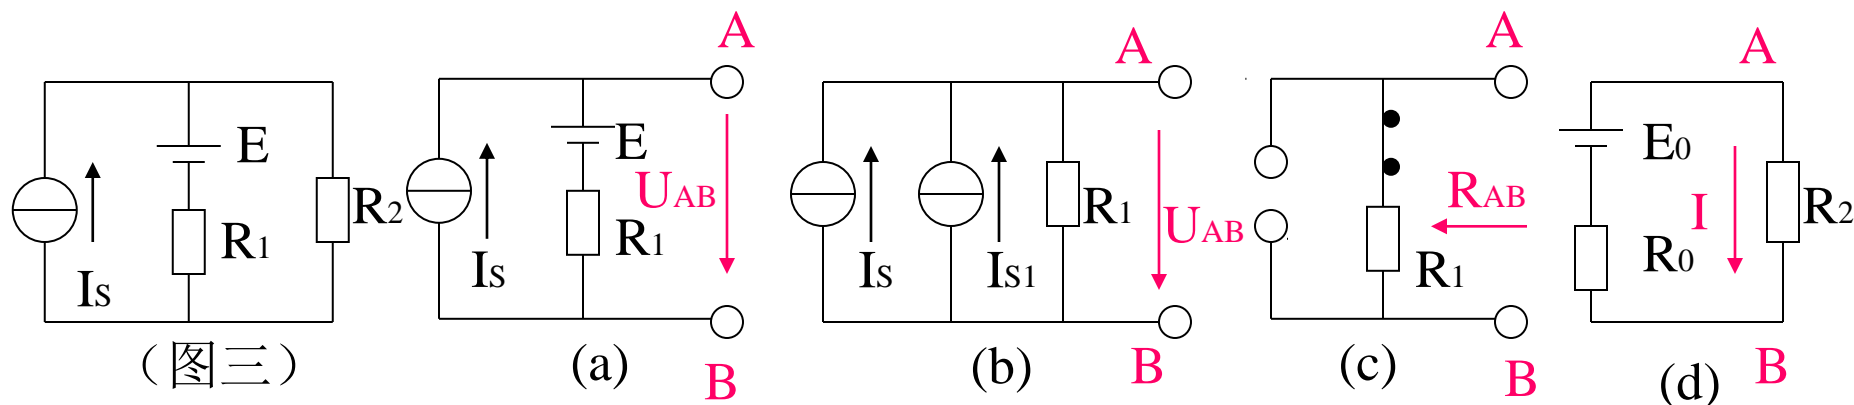 E
R1
R2
IS
（图三）
A
E
UAB
R1
IS
(a)
B
A
R1
UAB
IS
IS1
(b)
B
A
RAB
R1
(c)
B
A
E0
I
R2
R0
(d)
B